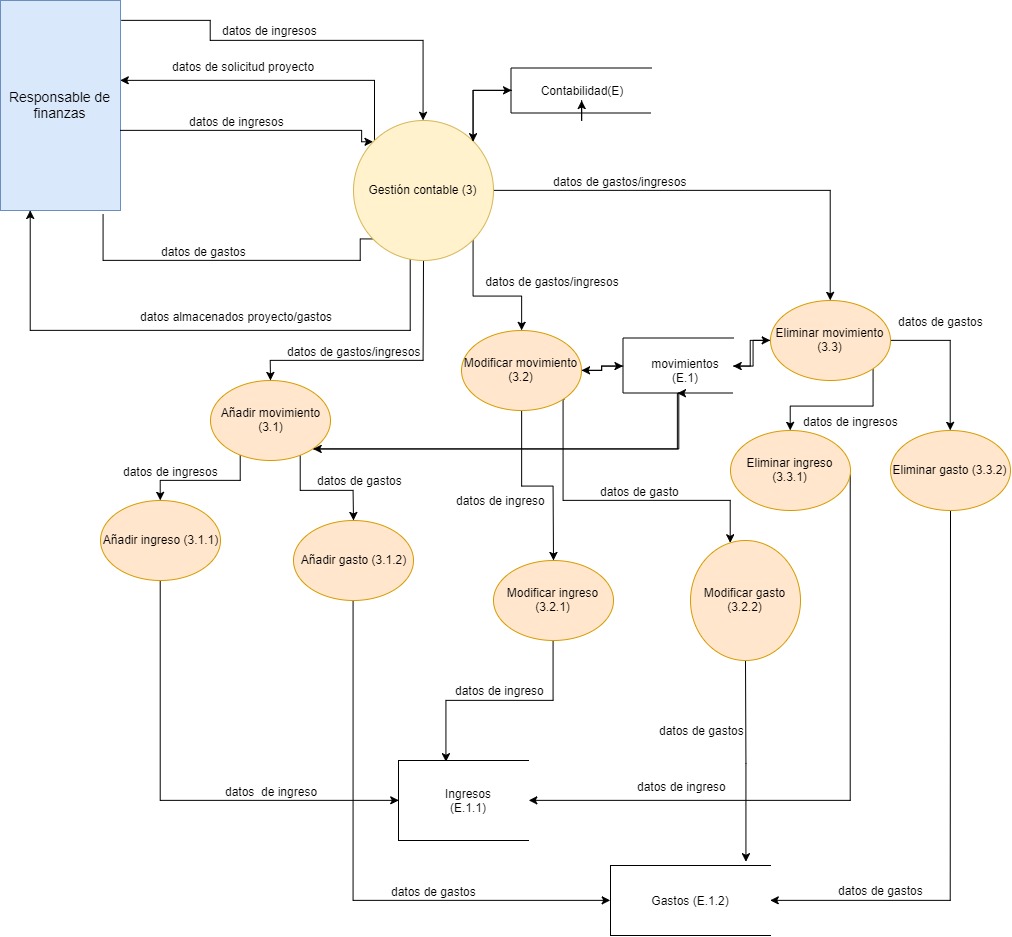 datos de ingresos
datos de solicitud proyecto
Responsable de
finanzas
Contabilidad(E)
datos de ingresos
Gestión contable (3)
datos de gastos/ingresos
datos de gastos
datos de gastos/ingresos
datos almacenados proyecto/gastos
datos de gastos
Eliminar movimiento
(3.3)
datos de gastos/ingresos
Modificar movimiento
(3.2)
movimientos
(E.1)
Añadir movimiento
(3.1)
datos de ingresos
datos de ingresos
datos de gastos
Eliminar ingreso
(3.3.1)
Eliminar gasto (3.3.2)
datos de ingreso
datos de gasto
Añadir ingreso (3.1.1)
Añadir gasto (3.1.2)
Modificar ingreso
(3.2.1)
Modificar gasto
(3.2.2)
datos de ingreso
datos de gastos
datos  de ingreso
Ingresos
(E.1.1)
datos de ingreso
datos de gastos
Gastos (E.1.2)
datos de gastos